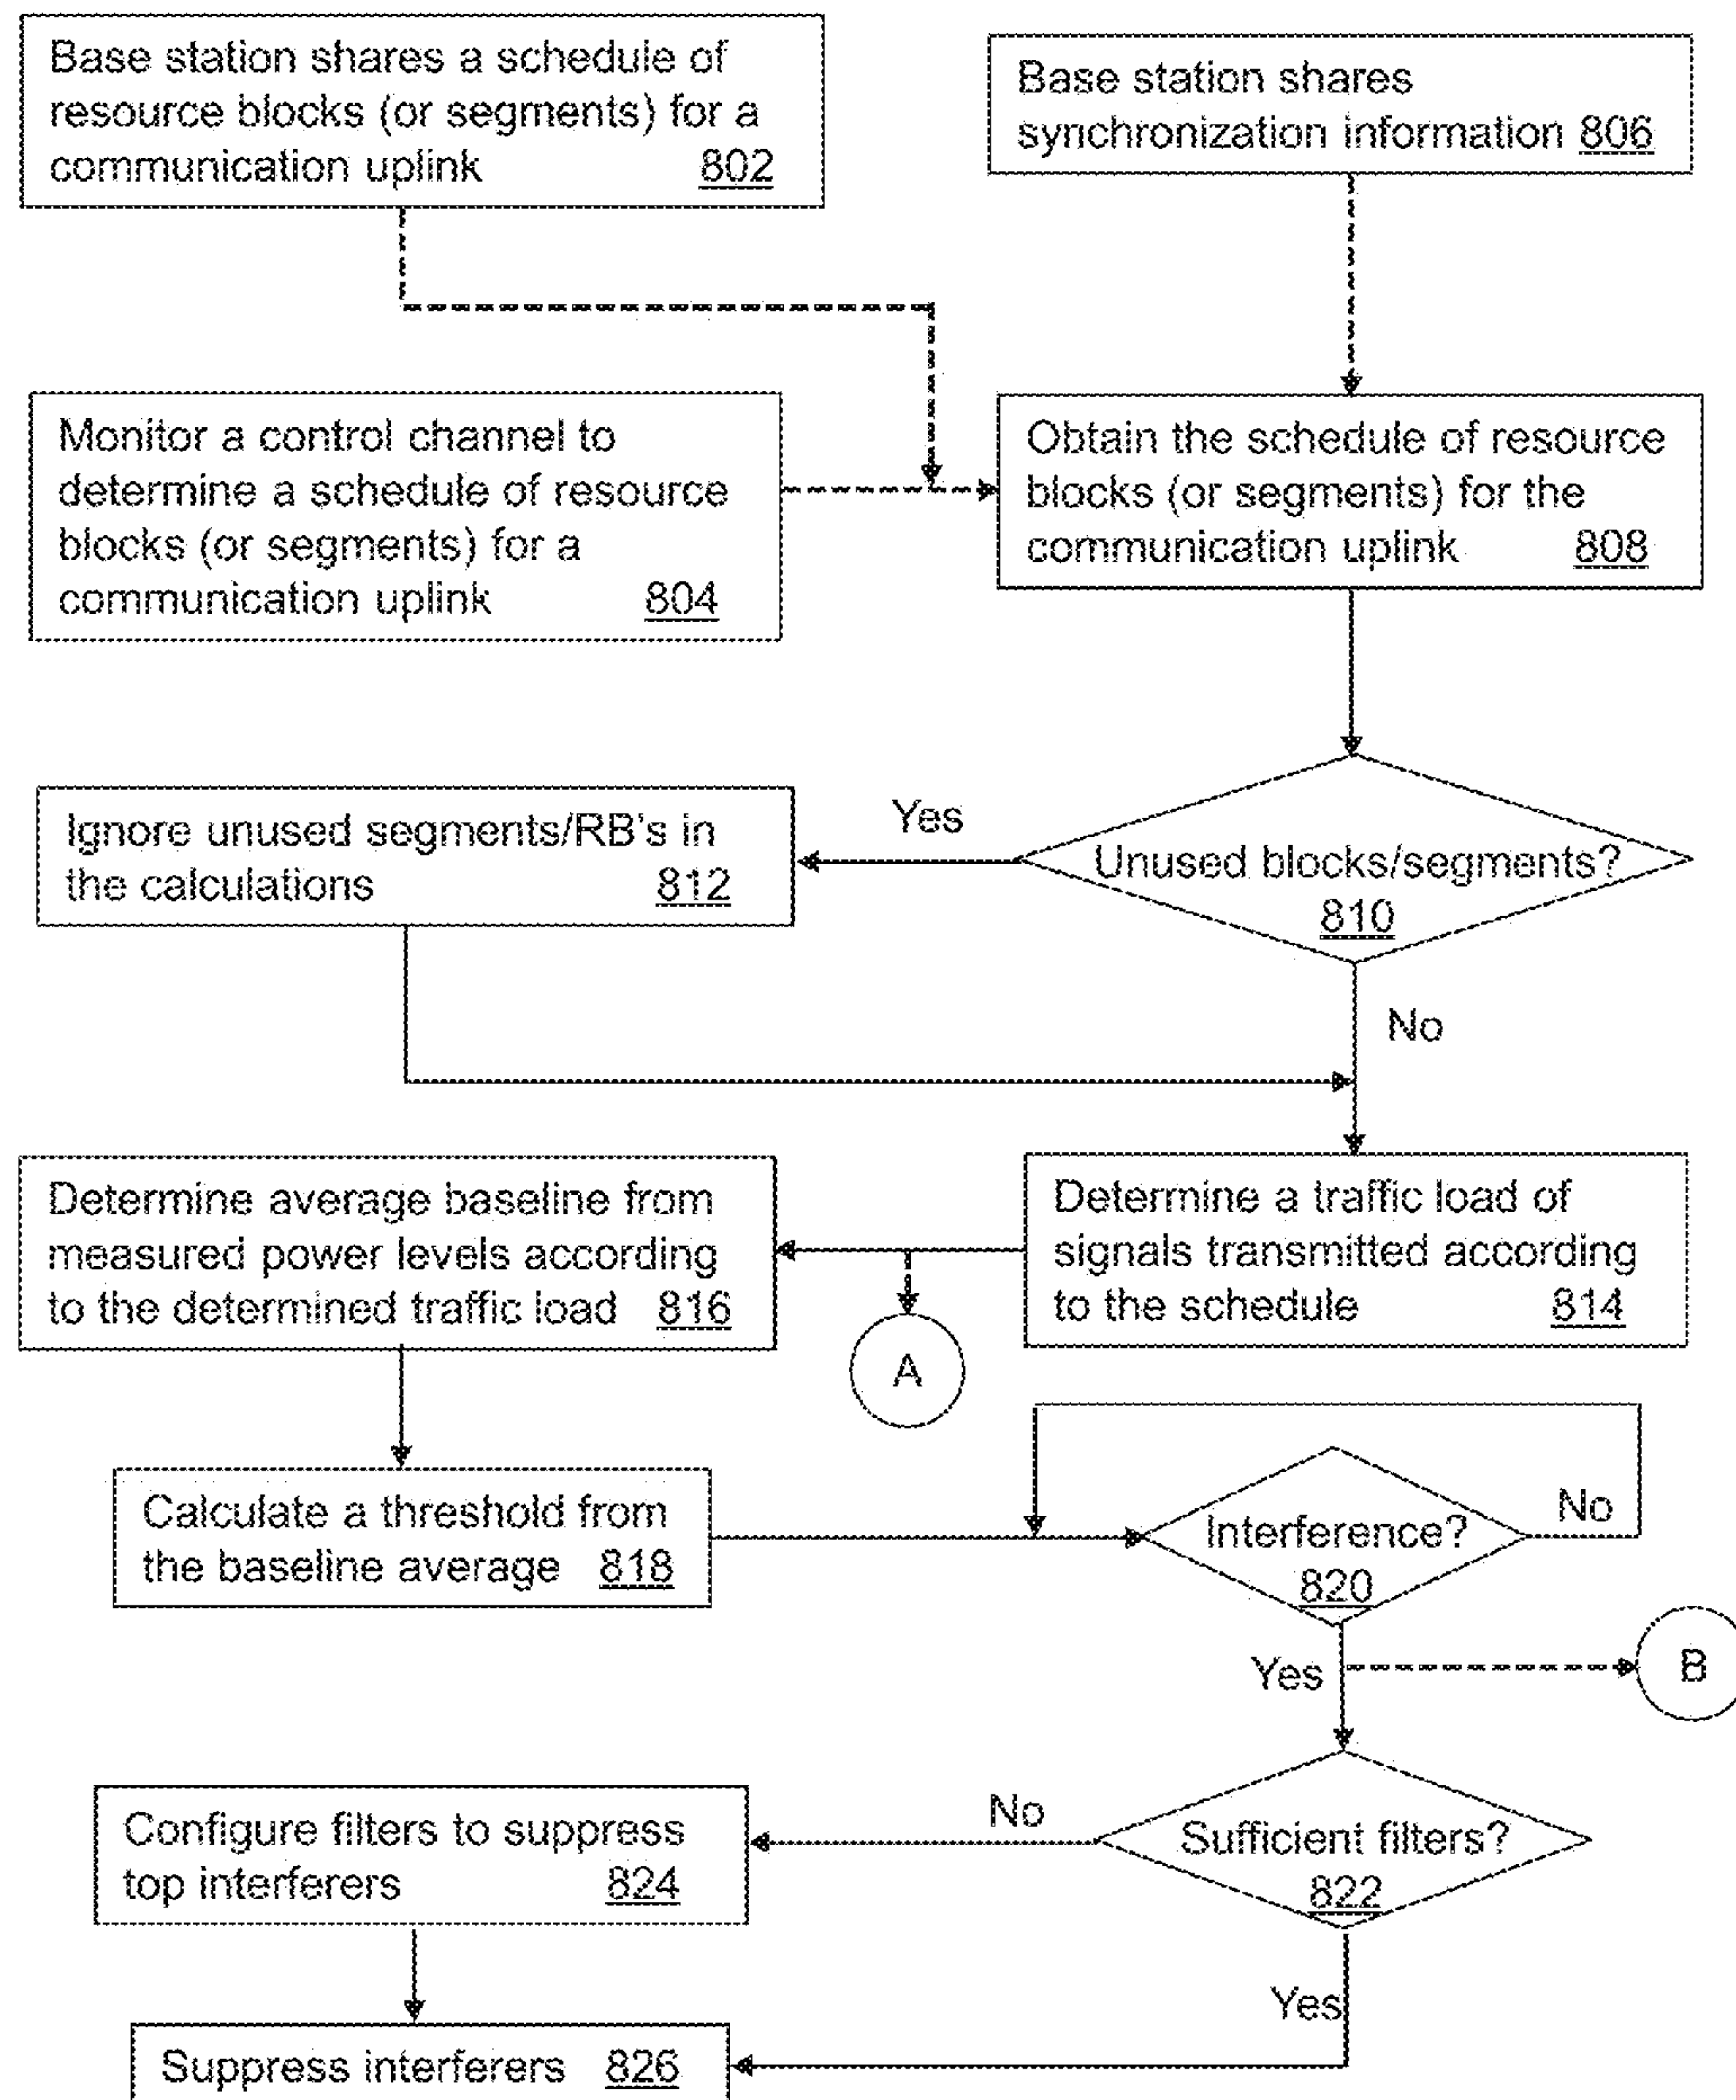 Base station shares a schedule of
resource blocks (or segments) for a
communication uplink 802
Base station shares
synchronization information 806
Monitor a control channel to
determine a schedule of resource
blocks (or segments) for a
communication uplink 804
Obtain the schedule of resource
blocks (or segments) for the
communication uplink 808
Ignore unused segments/RB's in
the calculations 812
Yes
Unused blocks/segments?
810
No
Determine average baseline from
measured power levels according
to the determined traffic load 816
Determine a traffic load of
signals transmitted according
to the schedule 814
A
Calculate a threshold from
the baseline average 818
Interference?
820
No
Yes
B
Configure filters to suppress
top interferers 824
No
Sufficient filters?
822
Yes
Suppress interferers 826